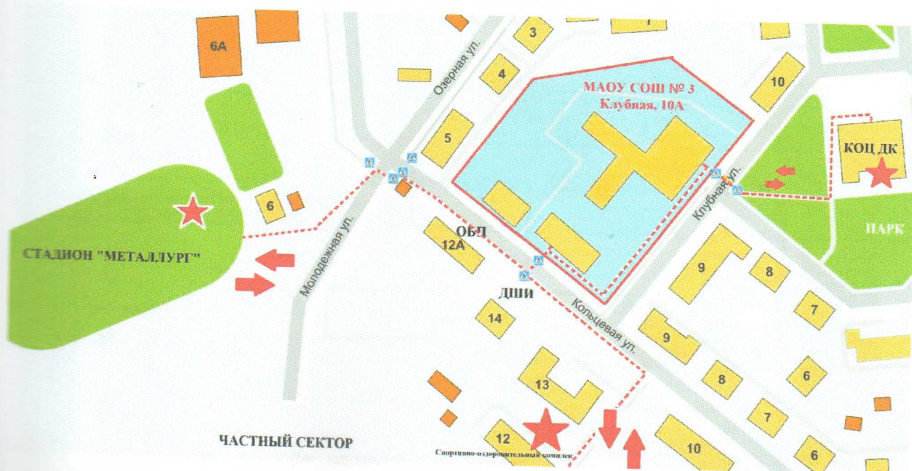 6А
3
1
4
5
10
МАОУ СОШ № 3
Клубная, 10А
Озерная ул.
КОЦ ДК
6
ОВД
12А
Клубная ул.
ПАРК
СТАДИОН "МЕТАЛЛУРГ"
Молодежная ул.
ДШИ
9
8
7
14
Кольцевая ул.
9
8
6
13
7
12
10
6
ЧАСТНЫЙ СЕКТОР
Спортивно-оздоровительный комплекс